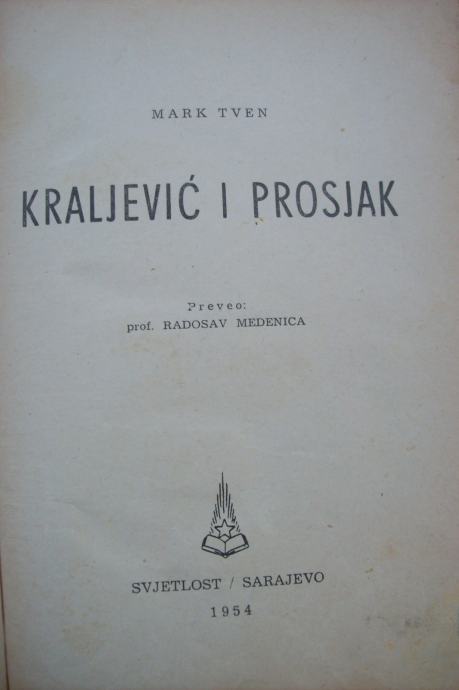 MARK TVEN
KRALJEVIĆ I PROSJAK
Preveo:
prof. RADOSAV MEDENICA
SVJETLOST / SARAJEVO
1954